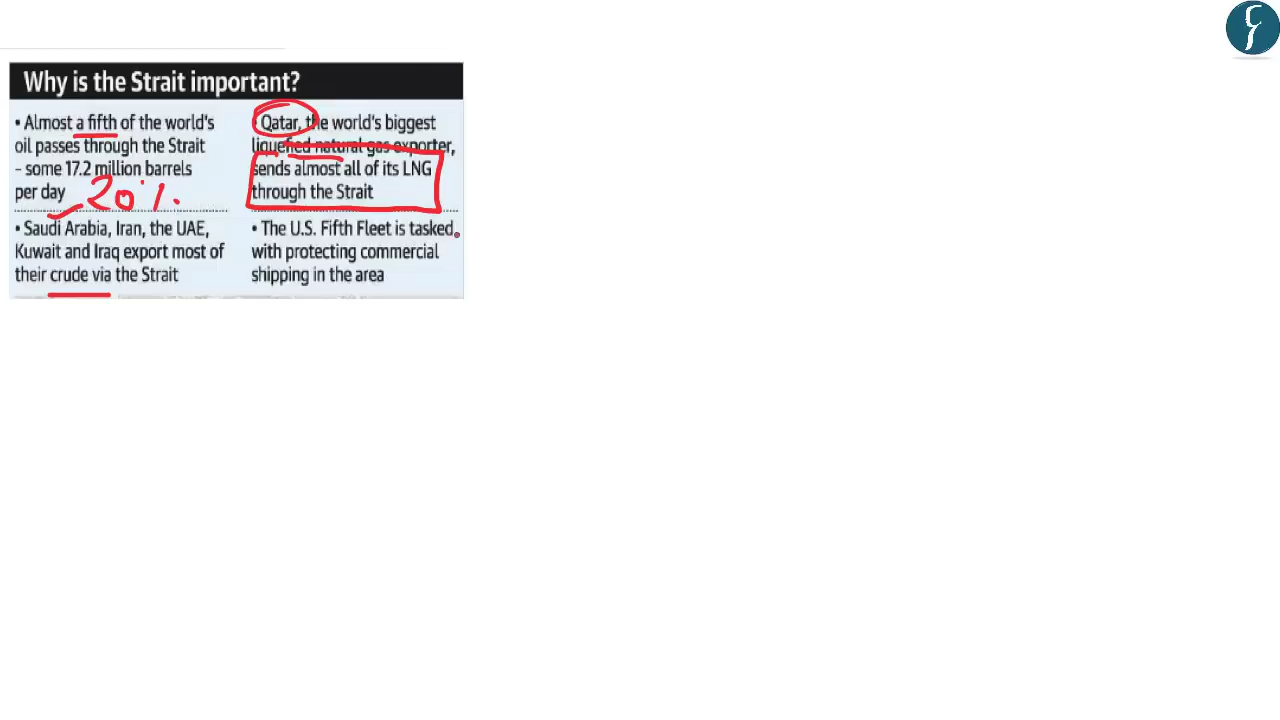 Why is the Strait important?
• Almost a fifth of the world's
oil passes through the Strait
– some 17.2 million barrels
per day
20%.
• Saudi Arabia, Iran, the UAE,
Kuwait and Iraq export most of
their crude via the Strait
• Qatar, the world's biggest
liquefied natural gas exporter,
sends almost all of its LNG
through the Strait
• The U.S. Fifth Fleet is tasked
with protecting commercial
shipping in the area